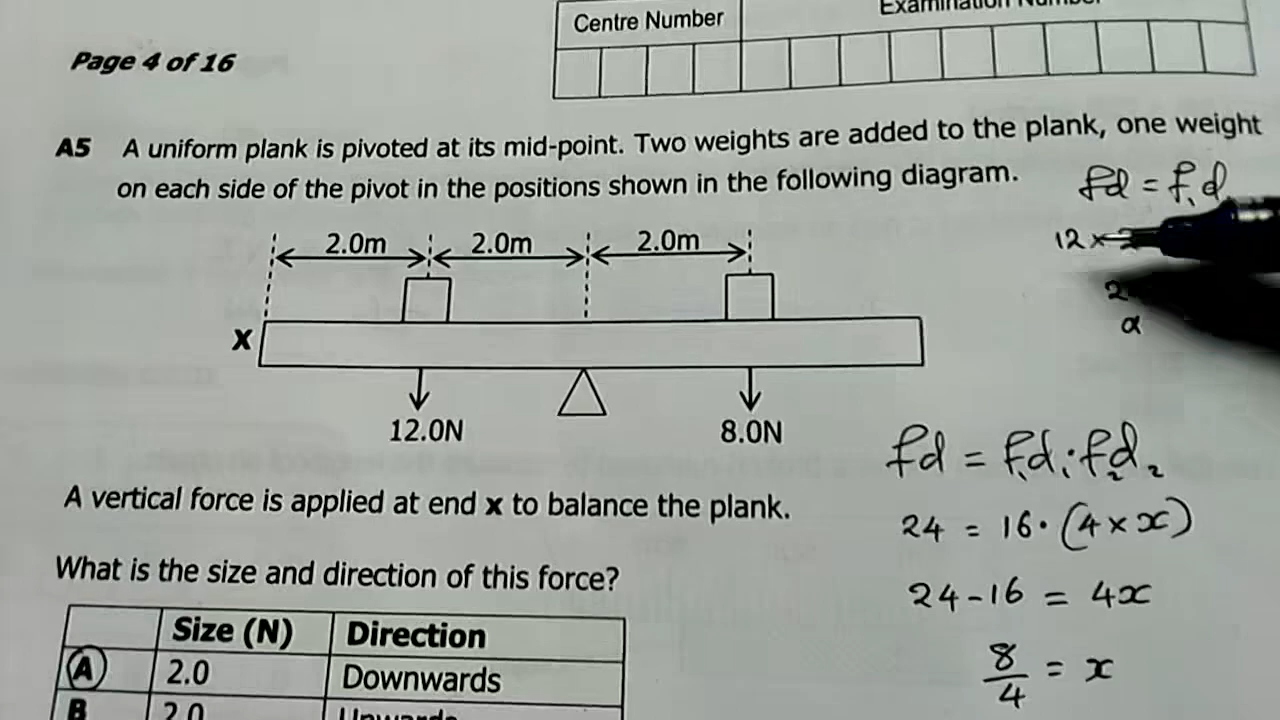 Centre Number
Examination Number
Page 4 of 16
A5 A uniform plank is pivoted at its mid-point. Two weights are added to the plank, one weight
on each side of the pivot in the positions shown in the following diagram.
fd = f₁d
12 ×
2.0m 2.0m 2.0m
2
α
X
12.0N 8.0N
fd = f₁d₁·f₂d₂
A vertical force is applied at end x to balance the plank.
24 = 16·(4×x)
What is the size and direction of this force?
24-16 = 4x
Size (N) Direction
8/4 = x
A 2.0 Downwards
B 2.0 Upwards